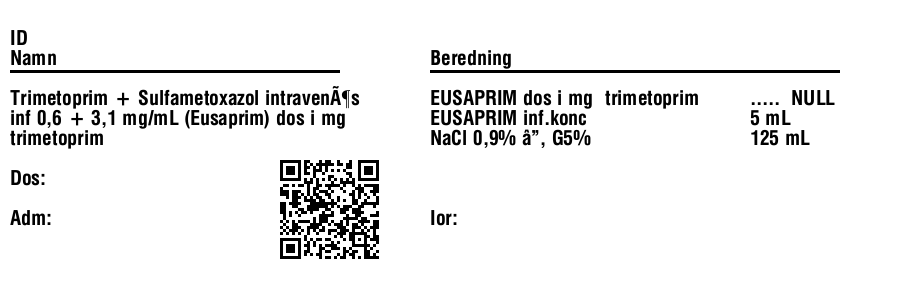 ID
Namn
Trimetoprim + Sulfametoxazol intravenÃ¶s
inf 0,6 + 3,1 mg/mL (Eusaprim) dos i mg
trimetoprim
Dos:
Adm:
Beredning
EUSAPRIM dos i mg trimetoprim ..... NULL
EUSAPRIM inf.konc 5 mL
NaCl 0,9% â”, G5% 125 mL
Ior: